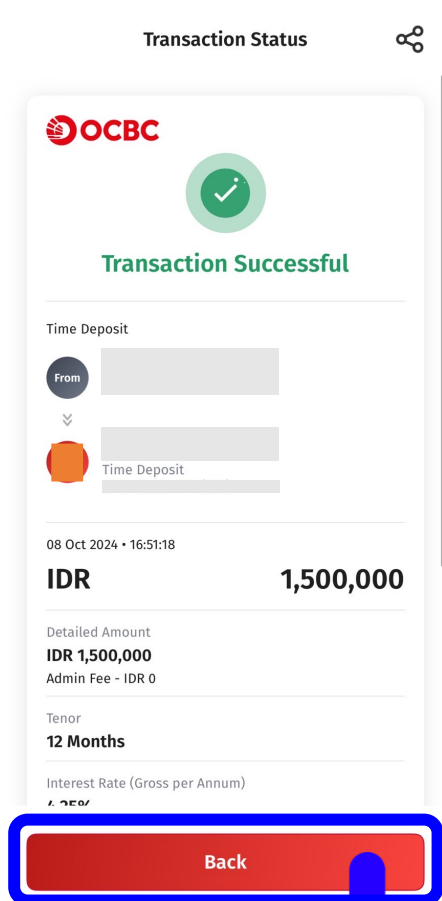 Transaction Status
OCBC
Transaction Successful
Time Deposit
From
Time Deposit
08 Oct 2024 • 16:51:18
IDR 1,500,000
Detailed Amount
IDR 1,500,000
Admin Fee - IDR 0
Tenor
12 Months
Interest Rate (Gross per Annum)
Back